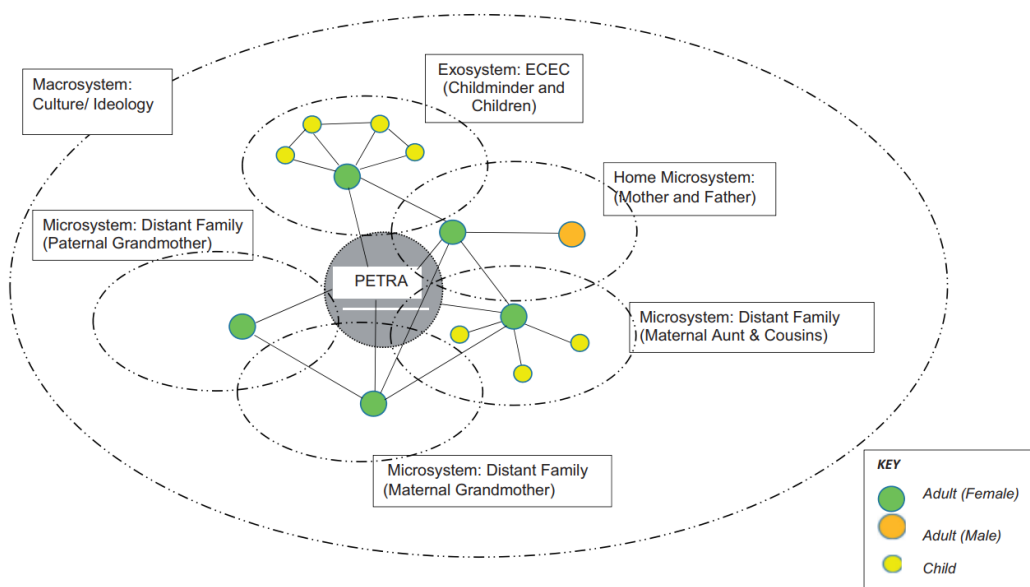 Macrosystem:
Culture/ Ideology
Exosystem: ECEC
(Childminder and
Children)
Home Microsystem:
(Mother and Father)
Microsystem: Distant Family
(Paternal Grandmother)
PETRA
Microsystem: Distant Family
(Maternal Aunt & Cousins)
Microsystem: Distant Family
(Maternal Grandmother)
KEY
Adult (Female)
Adult (Male)
Child